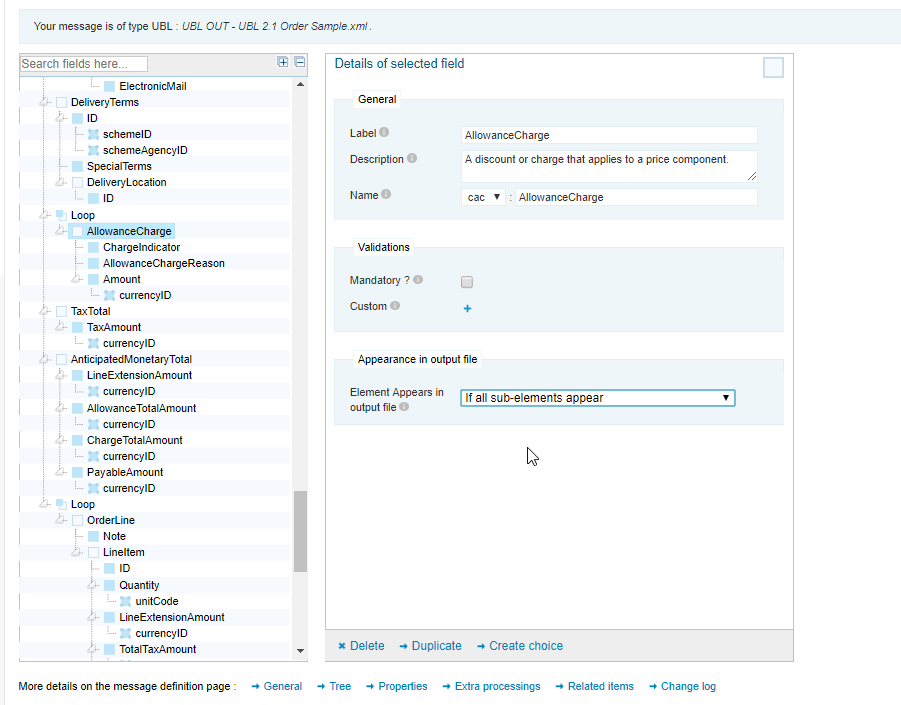 Your message is of type UBL : UBL OUT - UBL 2.1 Order Sample.xml .
Search fields here...
ElectronicMail
DeliveryTerms
ID
schemeID
schemeAgencyID
SpecialTerms
DeliveryLocation
ID
Loop
AllowanceCharge
ChargeIndicator
AllowanceChargeReason
Amount
currencyID
TaxTotal
TaxAmount
currencyID
AnticipatedMonetaryTotal
LineExtensionAmount
currencyID
AllowanceTotalAmount
currencyID
ChargeTotalAmount
currencyID
PayableAmount
currencyID
Loop
OrderLine
Note
LineItem
ID
Quantity
unitCode
LineExtensionAmount
currencyID
TotalTaxAmount
Details of selected field
General
Label AllowanceCharge
Description A discount or charge that applies to a price component.
Name cac : AllowanceCharge
Validations
Mandatory ?
Custom
Appearance in output file
Element Appears in
output file If all sub-elements appear
Delete Duplicate Create choice
More details on the message definition page : General Tree Properties Extra processings Related items Change log